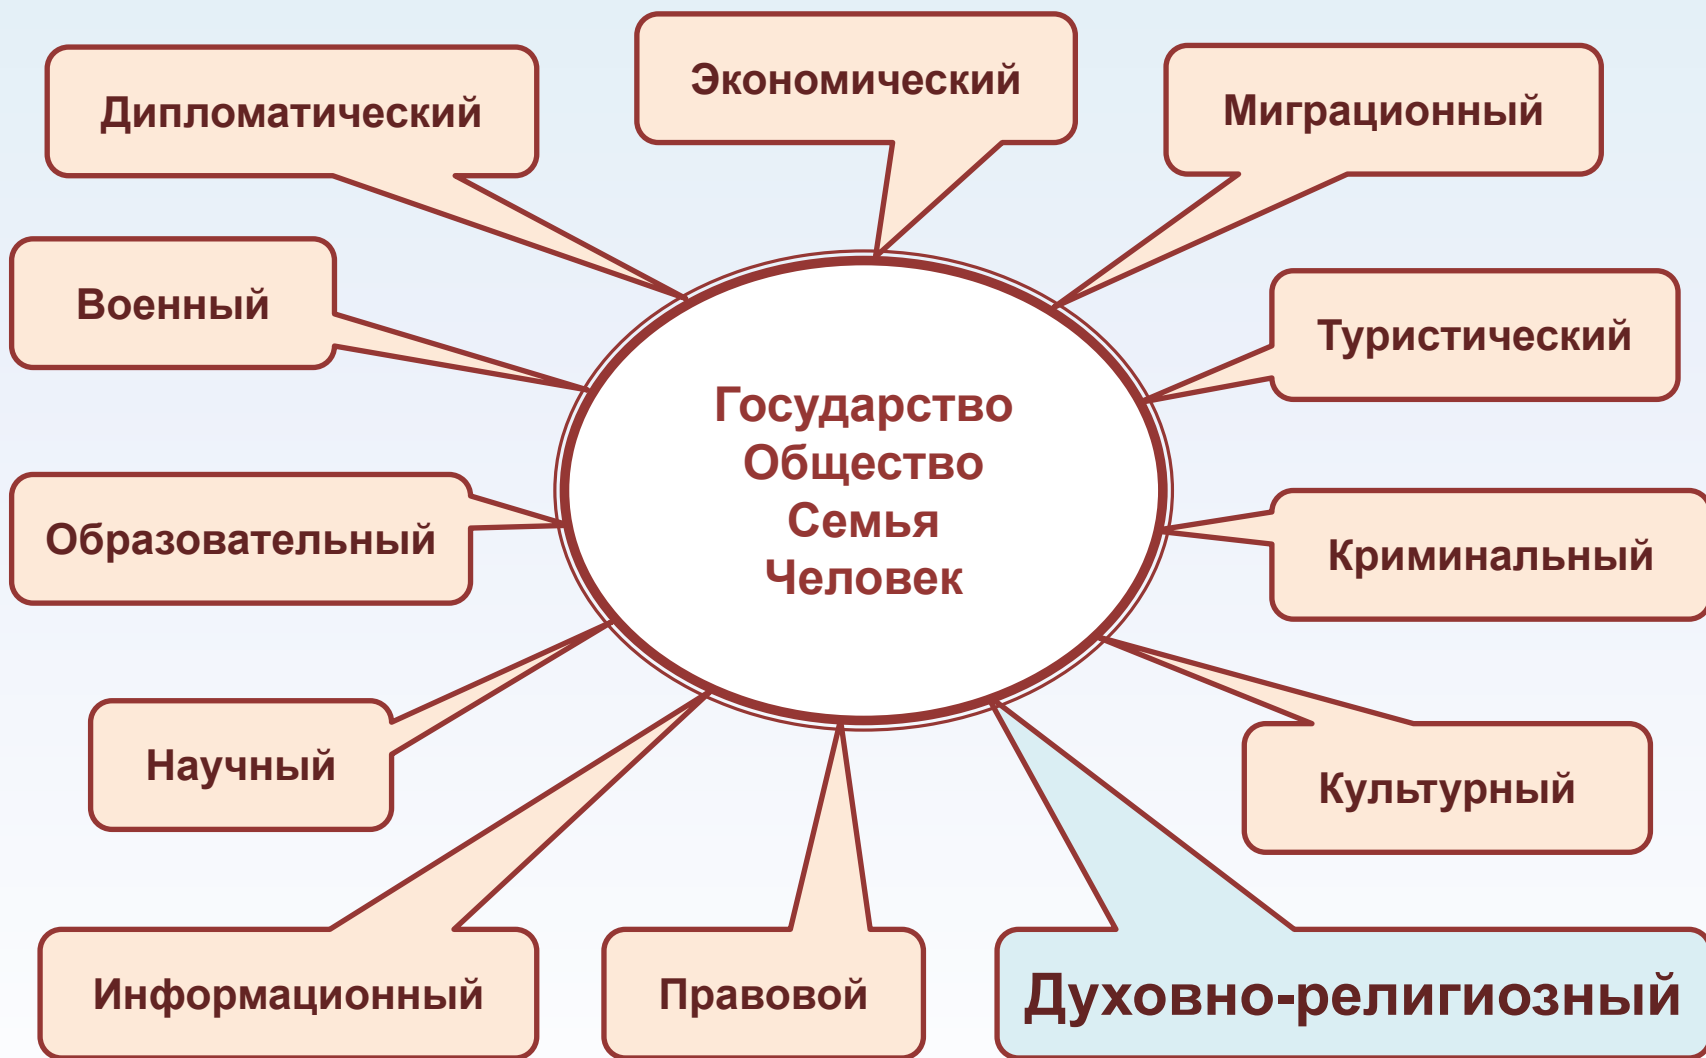 Экономический
Дипломатический
Миграционный
Военный
Туристический
Государство
Общество
Семья
Человек
Образовательный
Криминальный
Научный
Культурный
Информационный
Правовой
Духовно-религиозный